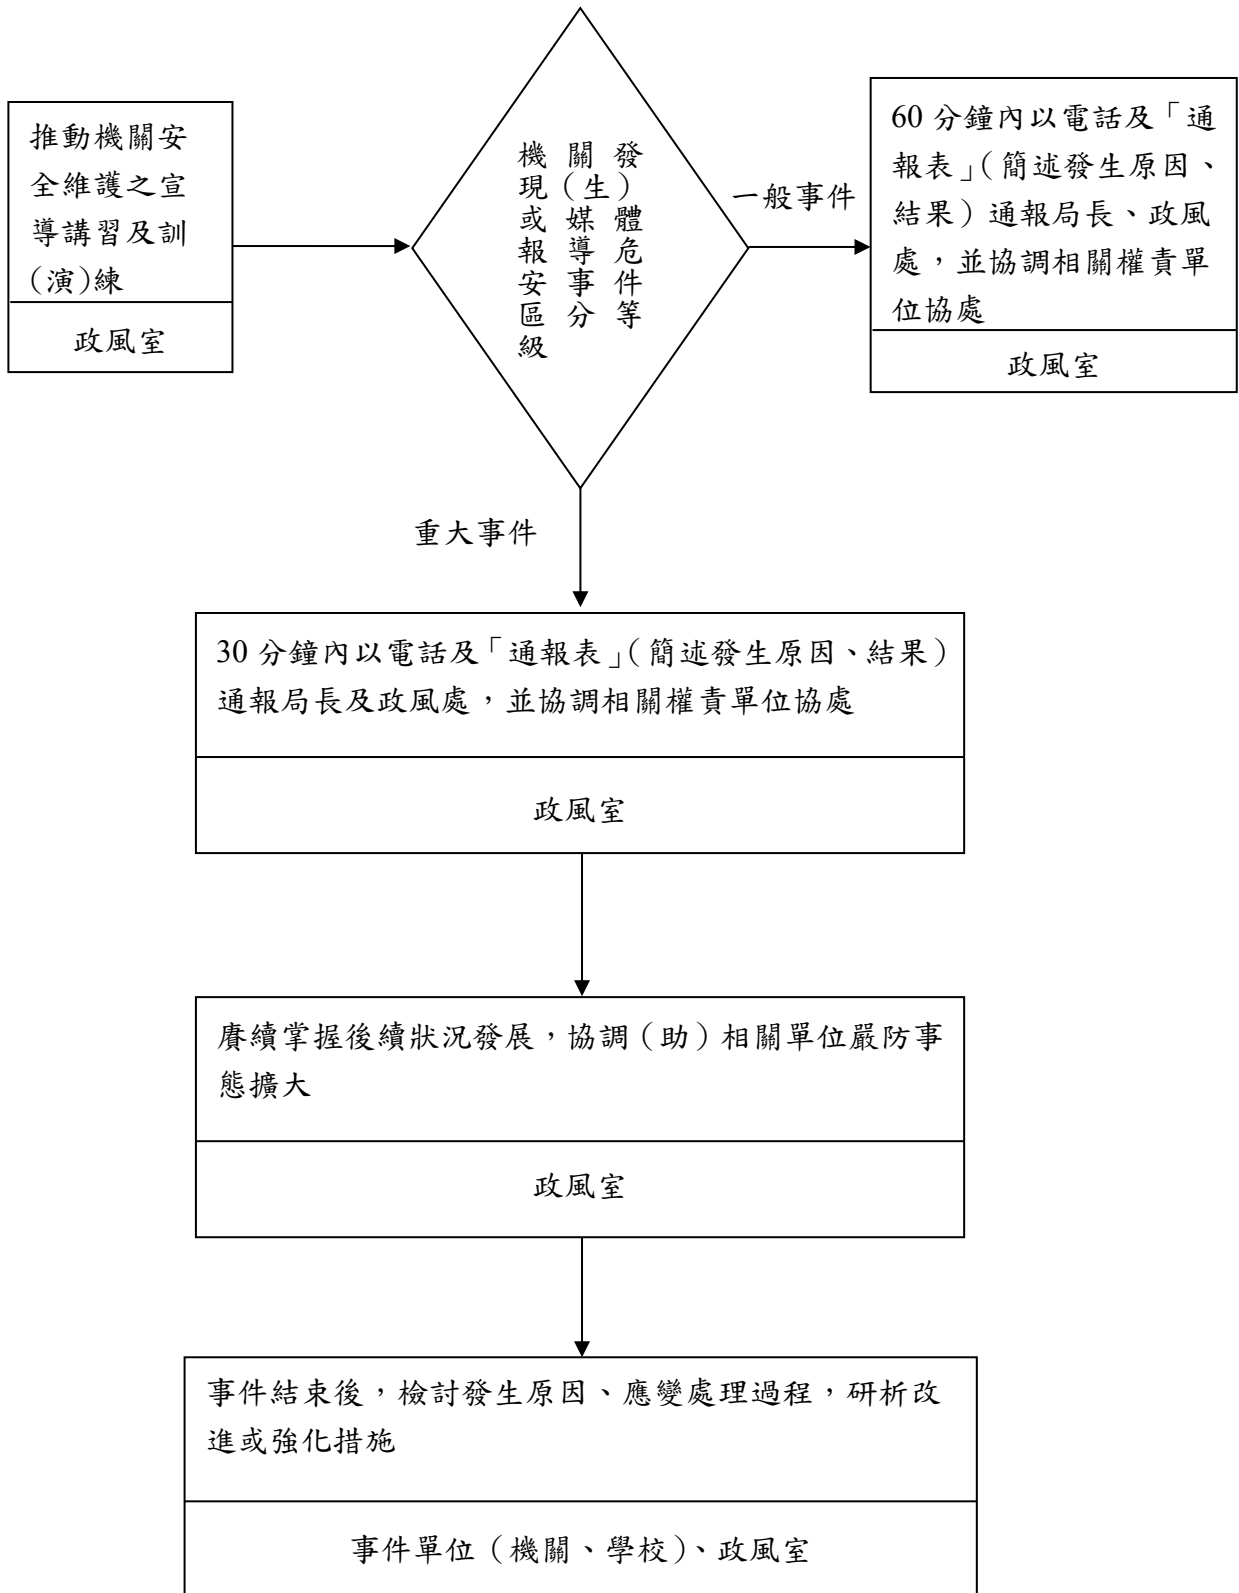 推動機關安
全維護之宣
導講習及訓
(演)練
政風室
機關發
現(生)
或媒體
報導危
安事件
區分等
級
一般事件
60 分鐘內以電話及「通
報表」(簡述發生原因、
結果)通報局長、政風
處，並協調相關權責單
位協處
政風室
重大事件
30 分鐘內以電話及「通報表」(簡述發生原因、結果)
通報局長及政風處，並協調相關權責單位協處
政風室
賡續掌握後續狀況發展，協調(助)相關單位嚴防事
態擴大
政風室
事件結束後，檢討發生原因、應變處理過程，研析改
進或強化措施
事件單位(機關、學校)、政風室